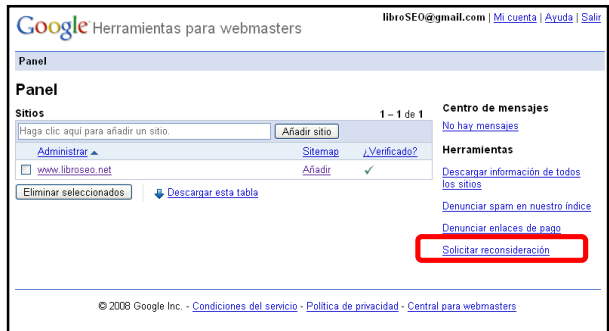 Google Herramientas para webmasters
libroSEO@gmail.com | Mi cuenta | Ayuda | Salir
Panel
Panel
Sitios
1 – 1 de 1
Haga clic aquí para añadir un sitio.
Añadir sitio
Administrar
Sitemap
¿Verificado?
www.libroseo.net
Añadir
Eliminar seleccionados
Descargar esta tabla
Centro de mensajes
No hay mensajes
Herramientas
Descargar información de todos
los sitios
Denunciar spam en nuestro índice
Denunciar enlaces de pago
Solicitar reconsideración
© 2008 Google Inc. - Condiciones del servicio - Política de privacidad - Central para webmasters